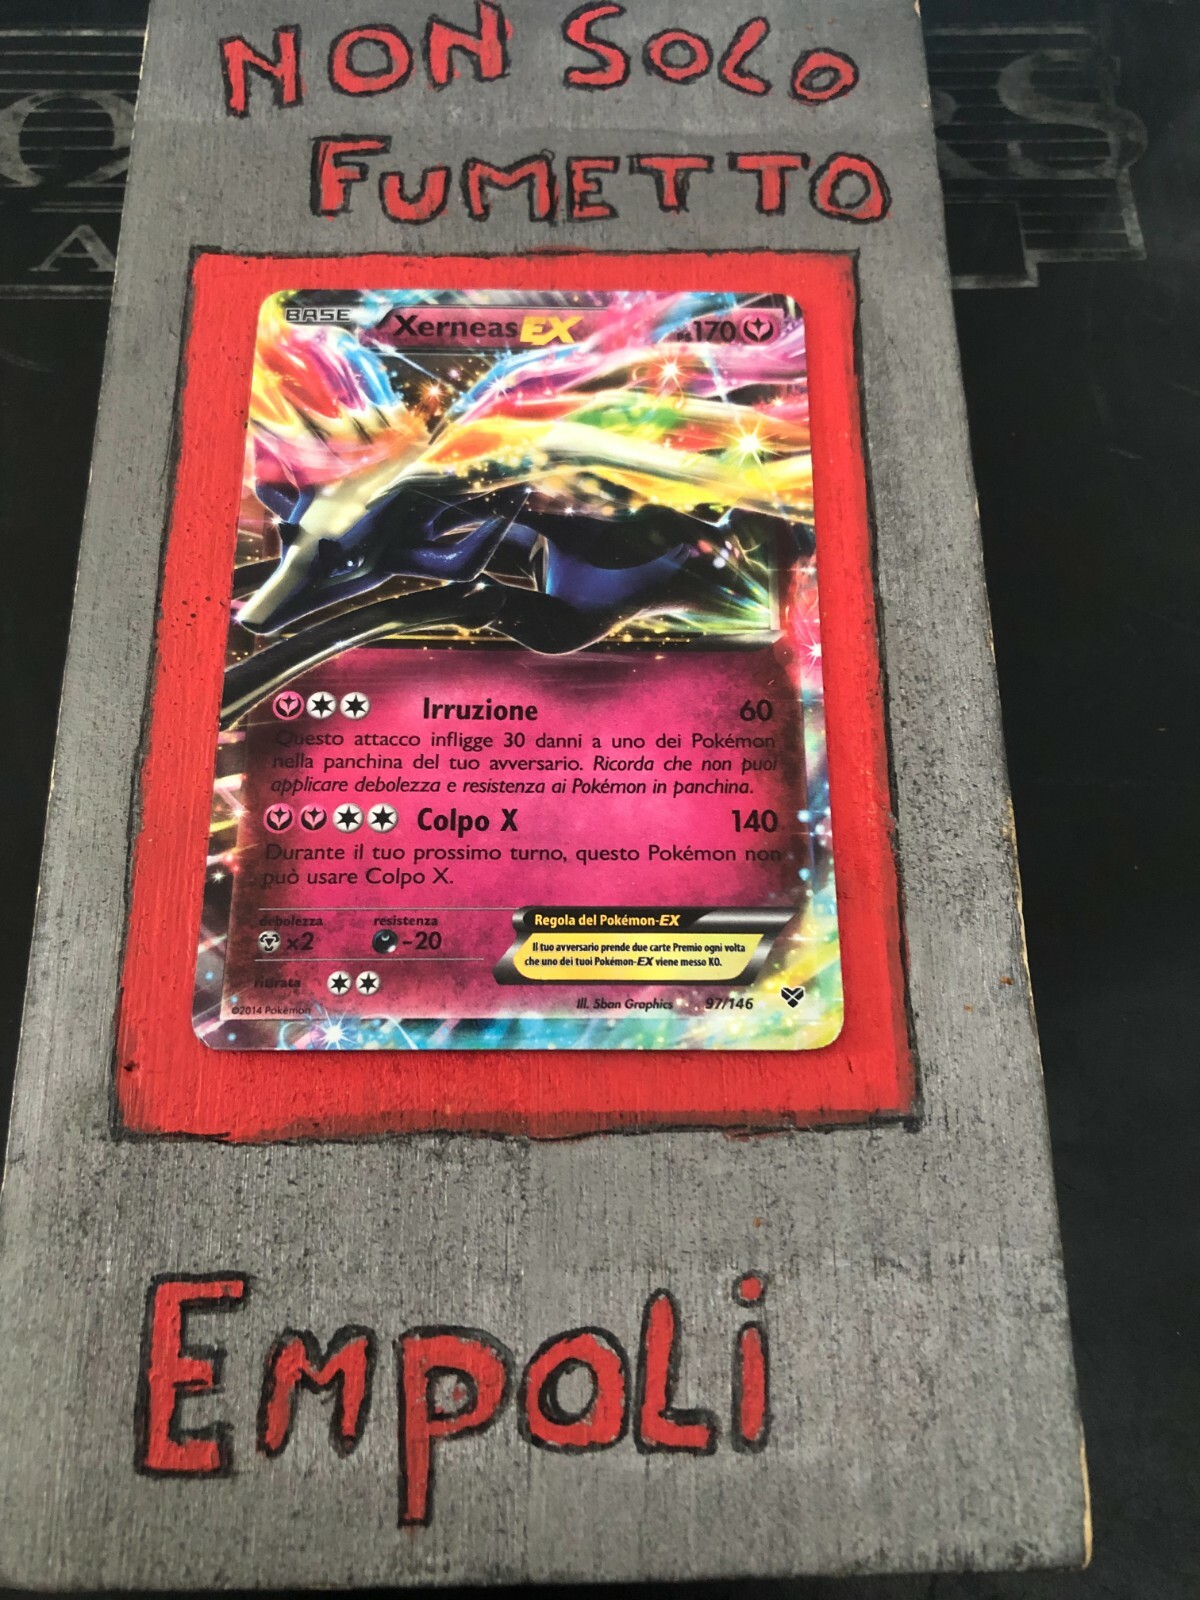 NON SOLO
FUMETTO
BASE
XerneasEX
PS170
Irruzione 60
Questo attacco infligge 30 danni a uno dei Pokémon
nella panchina del tuo avversario. Ricorda che non puoi
applicare debolezza e resistenza ai Pokémon in panchina.
Colpo X 140
Durante il tuo prossimo turno, questo Pokémon non
può usare Colpo X.
debolezza resistenza
x2 -20
Regola del Pokémon-EX
Il tuo avversario prende due carte Premio ogni volta
che uno dei tuoi Pokémon-EX viene messo KO.
ritirata
©2014 Pokémon
Ill. 5ban Graphics 97/146
EmpoLi